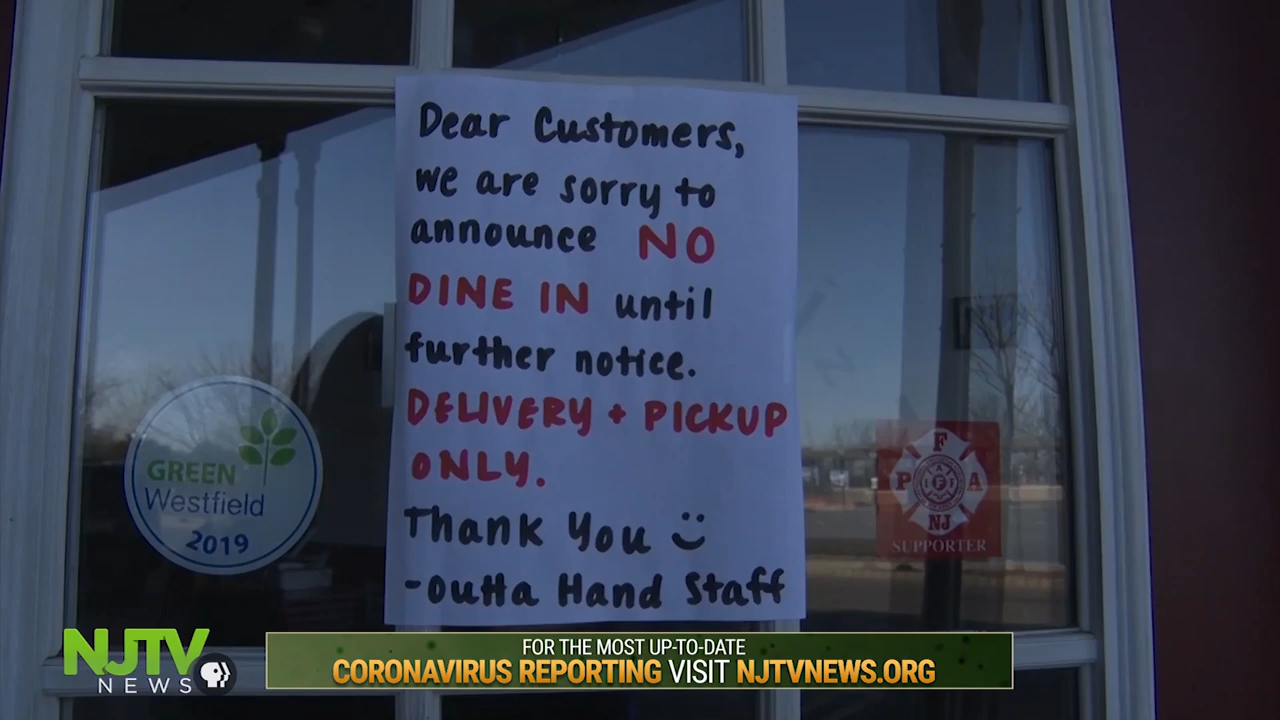 Dear Customers,
we are sorry to
announce NO
DINE IN until
further notice.
DELIVERY + PICKUP
ONLY.
Thank You
-Outta Hand Staff
GREEN
Westfield
2019
F
P A
NJ
SUPPORTER
NJTV
NEWS
PBS
FOR THE MOST UP-TO-DATE
CORONAVIRUS REPORTING VISIT NJTVNEWS.ORG